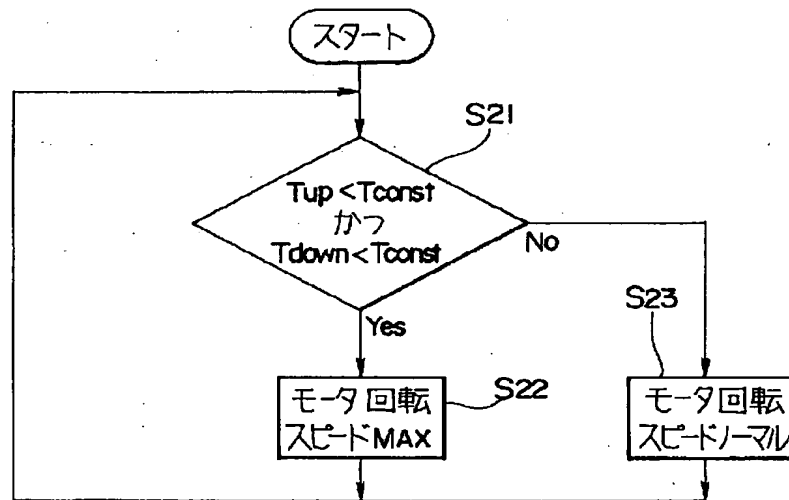 スタート
S21
Tup<Tconst
かつ
Tdown<Tconst
No
Yes
S22
モータ回転
スピードMAX
S23
モータ回転
スピードノーマル